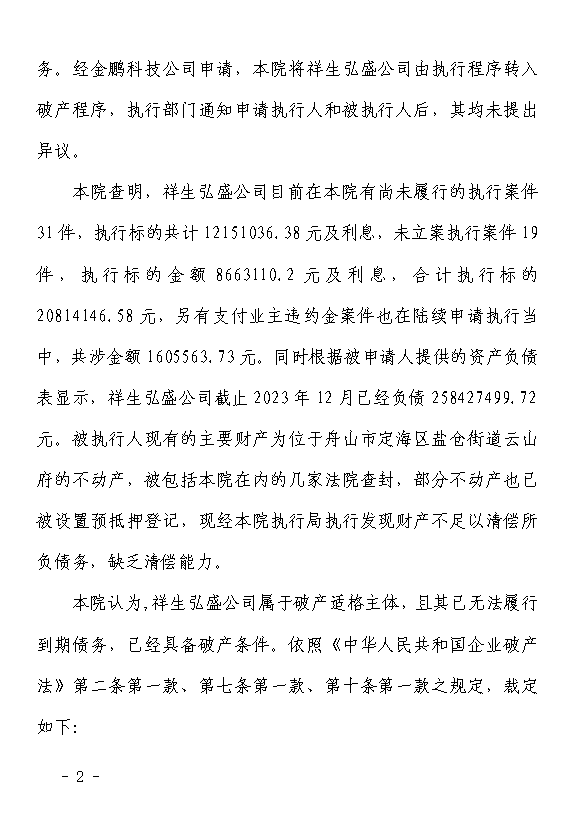 务。经金鹏科技公司申请，本院将祥生弘盛公司由执行程序转入
破产程序，执行部门通知申请执行人和被执行人后，其均未提出
异议。
本院查明，祥生弘盛公司目前在本院有尚未履行的执行案件
31件，执行标的共计12151036.38元及利息，未立案执行案件19
件，执行标的金额8663110.2元及利息，合计执行标的
20814146.58元，另有支付业主违约金案件也在陆续申请执行当
中，共涉金额1605563.73元。同时根据被申请人提供的资产负债
表显示，祥生弘盛公司截止2023年12月已经负债258427499.72
元。被执行人现有的主要财产为位于舟山市定海区盐仓街道云山
府的不动产，被包括本院在内的几家法院查封，部分不动产也已
被设置预抵押登记，现经本院执行局执行发现财产不足以清偿所
负债务，缺乏清偿能力。
本院认为,祥生弘盛公司属于破产适格主体，且其已无法履行
到期债务，已经具备破产条件。依照《中华人民共和国企业破产
法》第二条第一款、第七条第一款、第十条第一款之规定，裁定
如下:
- 2 -